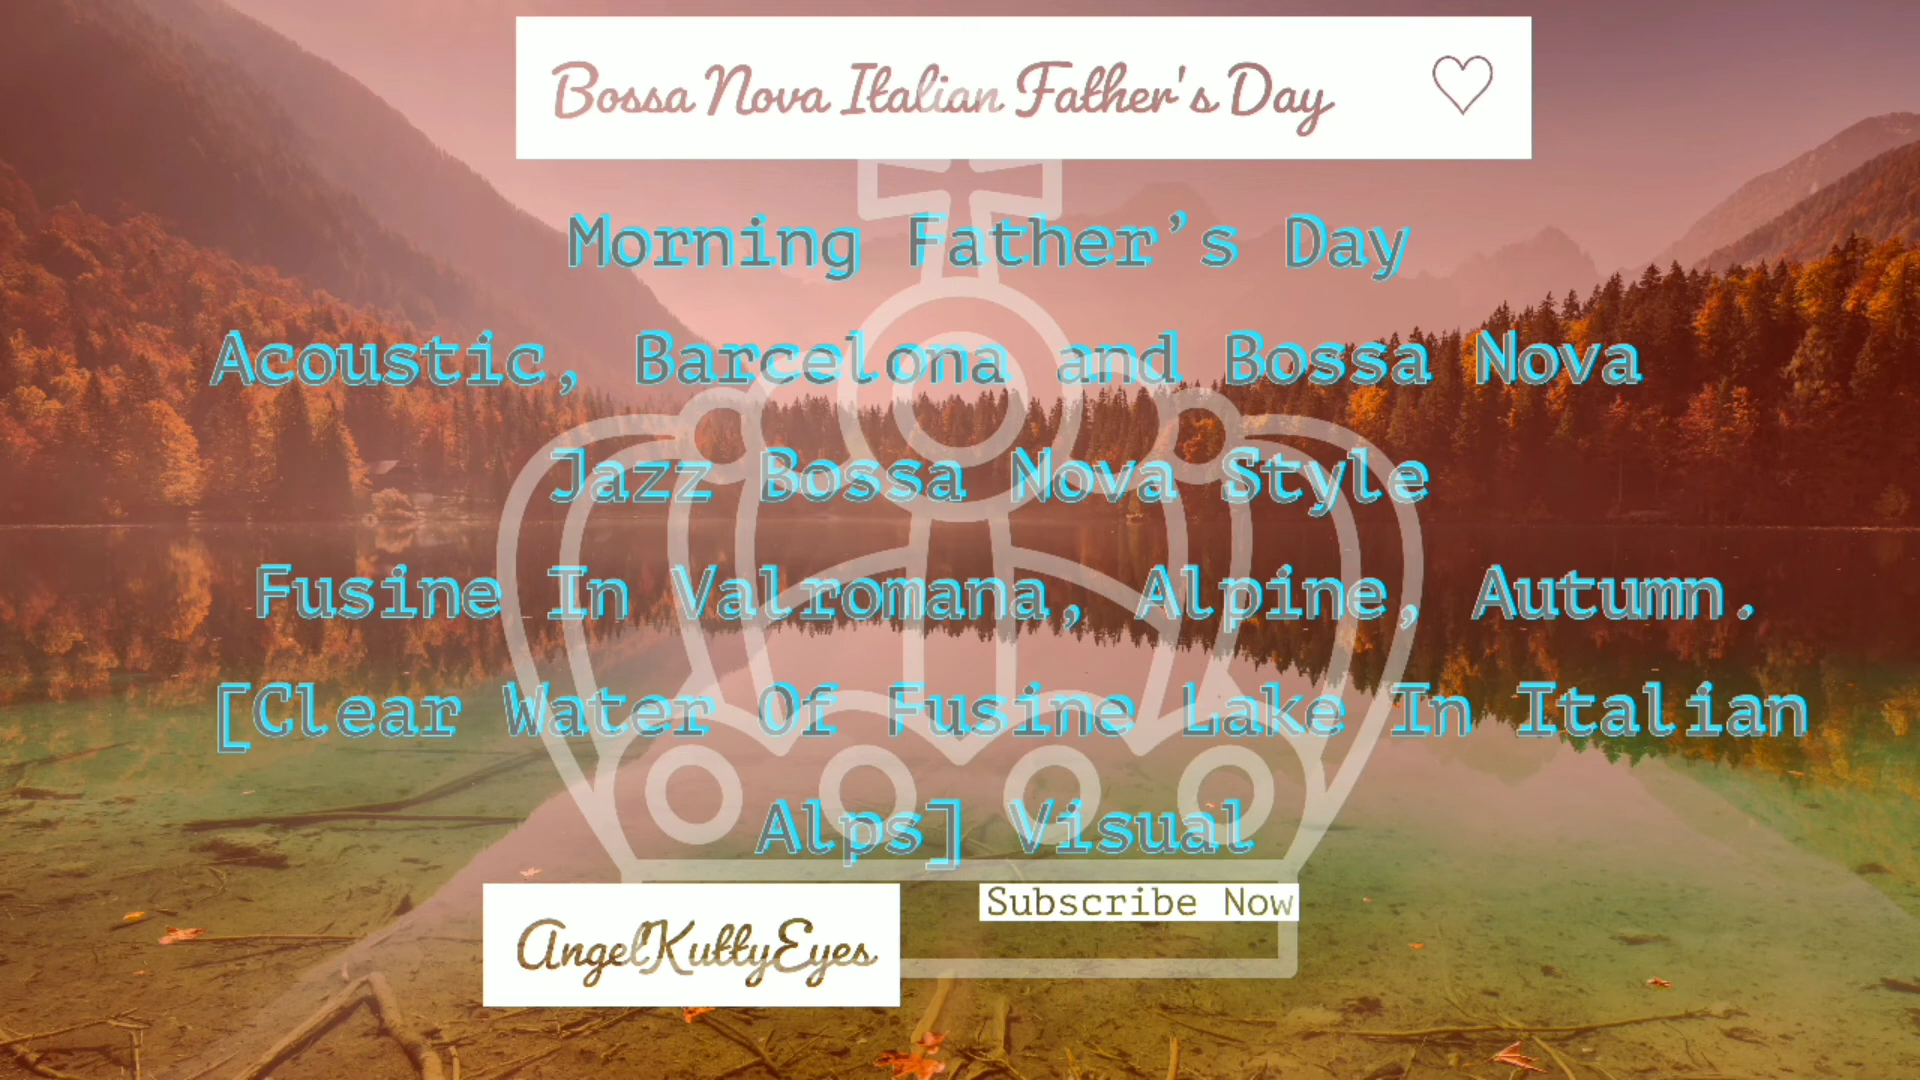 Bossa Nova Italian Father's Day
Morning Father’s Day
Acoustic, Barcelona and Bossa Nova
Jazz Bossa Nova Style
Fusine In Valromana, Alpine, Autumn.
[Clear Water Of Fusine Lake In Italian
Alps] Visual
Subscribe Now
AngelKuttyEyes